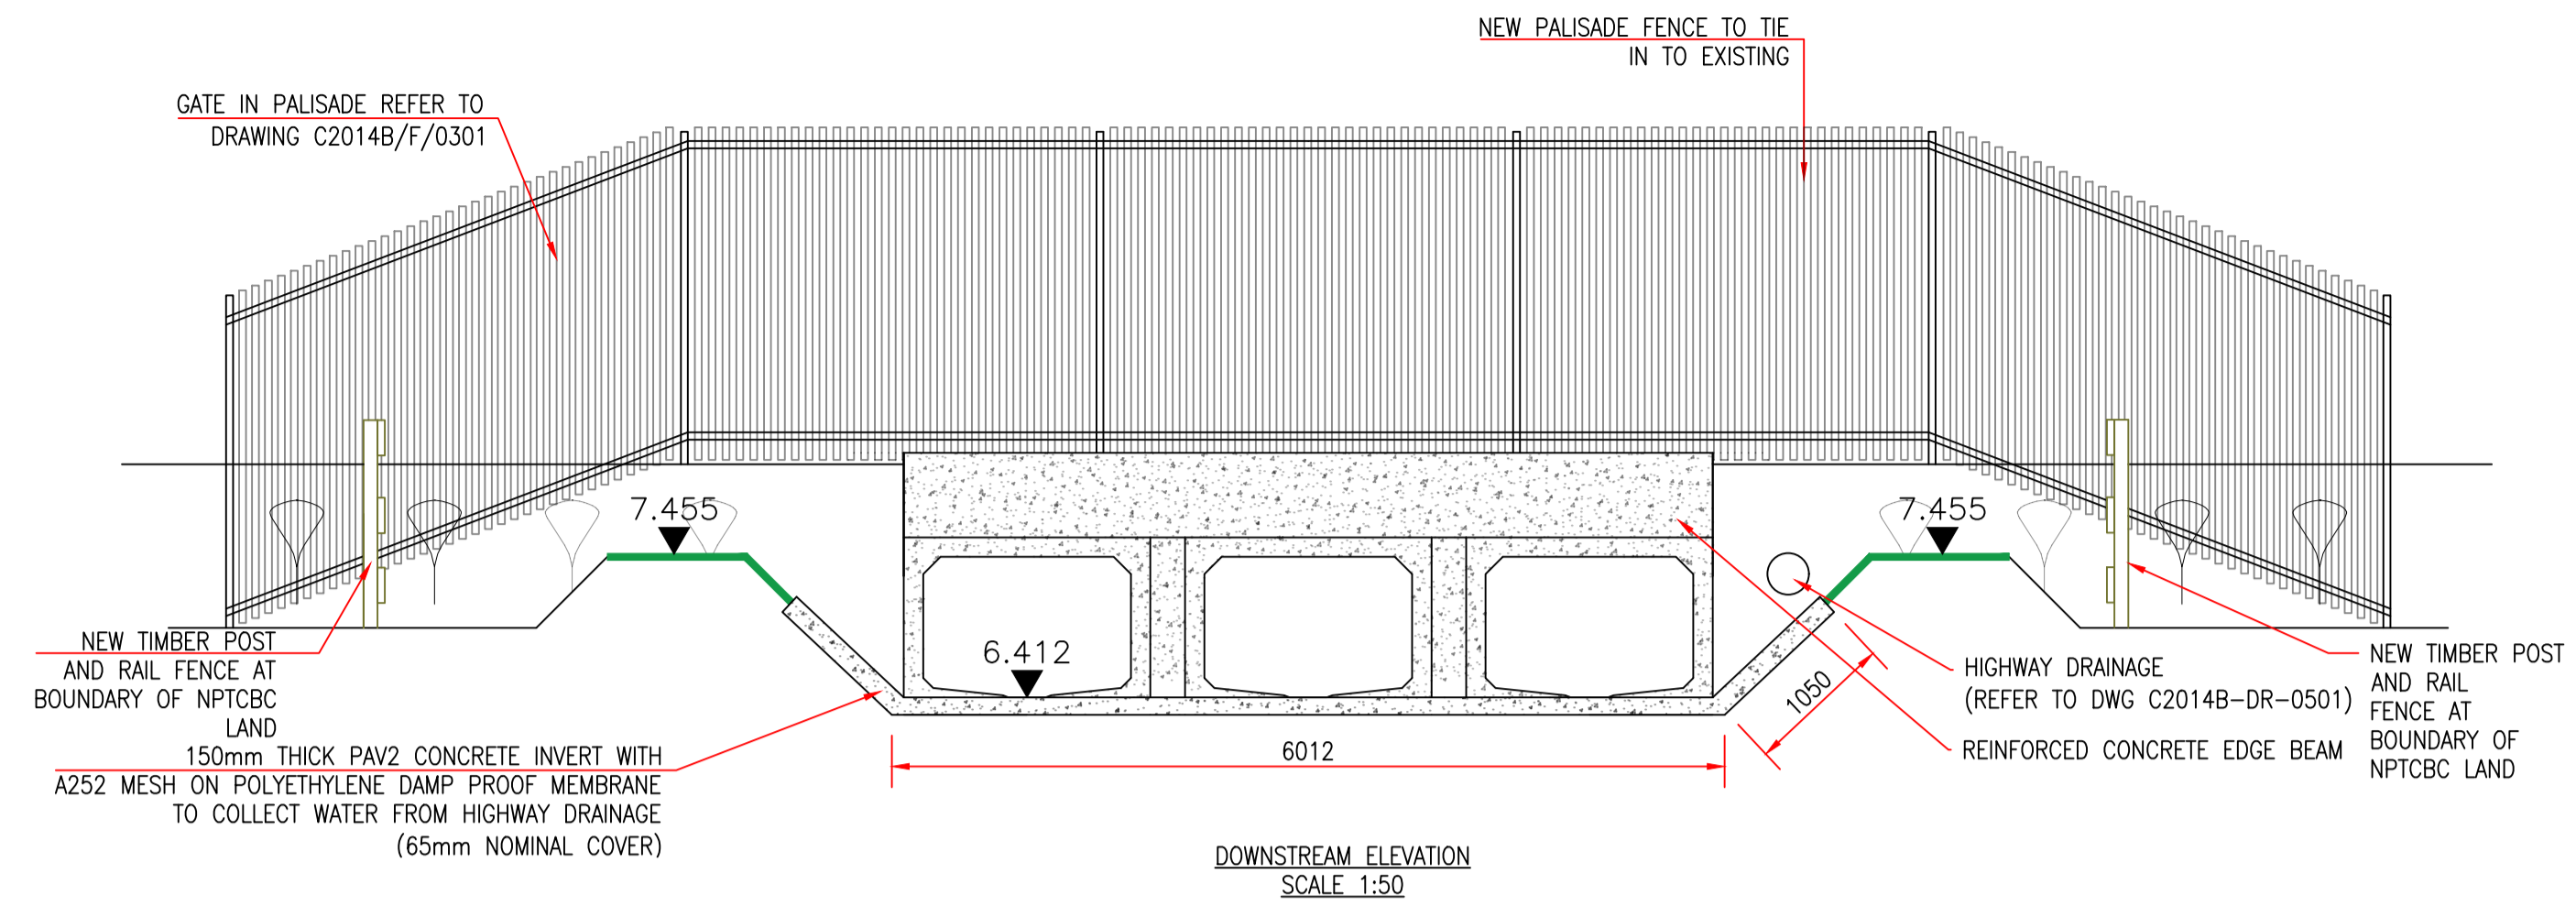 NEW PALISADE FENCE TO TIE
IN TO EXISTING
GATE IN PALISADE REFER TO
DRAWING C2014B/F/0301
7.455
7.455
6.412
NEW TIMBER POST
AND RAIL FENCE AT
BOUNDARY OF NPTCBC
LAND
150mm THICK PAV2 CONCRETE INVERT WITH
A252 MESH ON POLYETHYLENE DAMP PROOF MEMBRANE
TO COLLECT WATER FROM HIGHWAY DRAINAGE
(65mm NOMINAL COVER)
6012
1050
HIGHWAY DRAINAGE
(REFER TO DWG C2014B-DR-0501)
REINFORCED CONCRETE EDGE BEAM
NEW TIMBER POST
AND RAIL
FENCE AT
BOUNDARY OF
NPTCBC LAND
DOWNSTREAM ELEVATION
SCALE 1:50